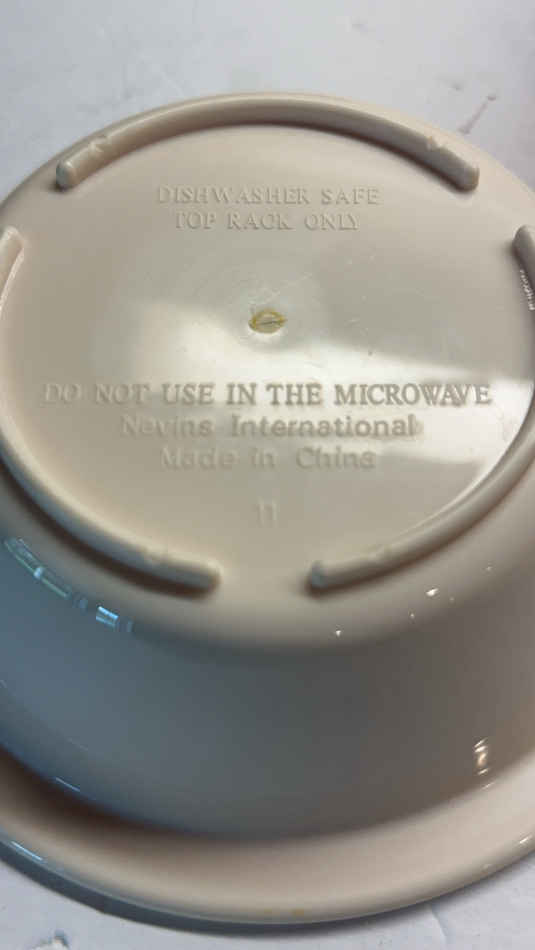 DISHWASHER SAFE
TOP RACK ONLY
DO NOT USE IN THE MICROWAVE
Nevins International
Made in China
11